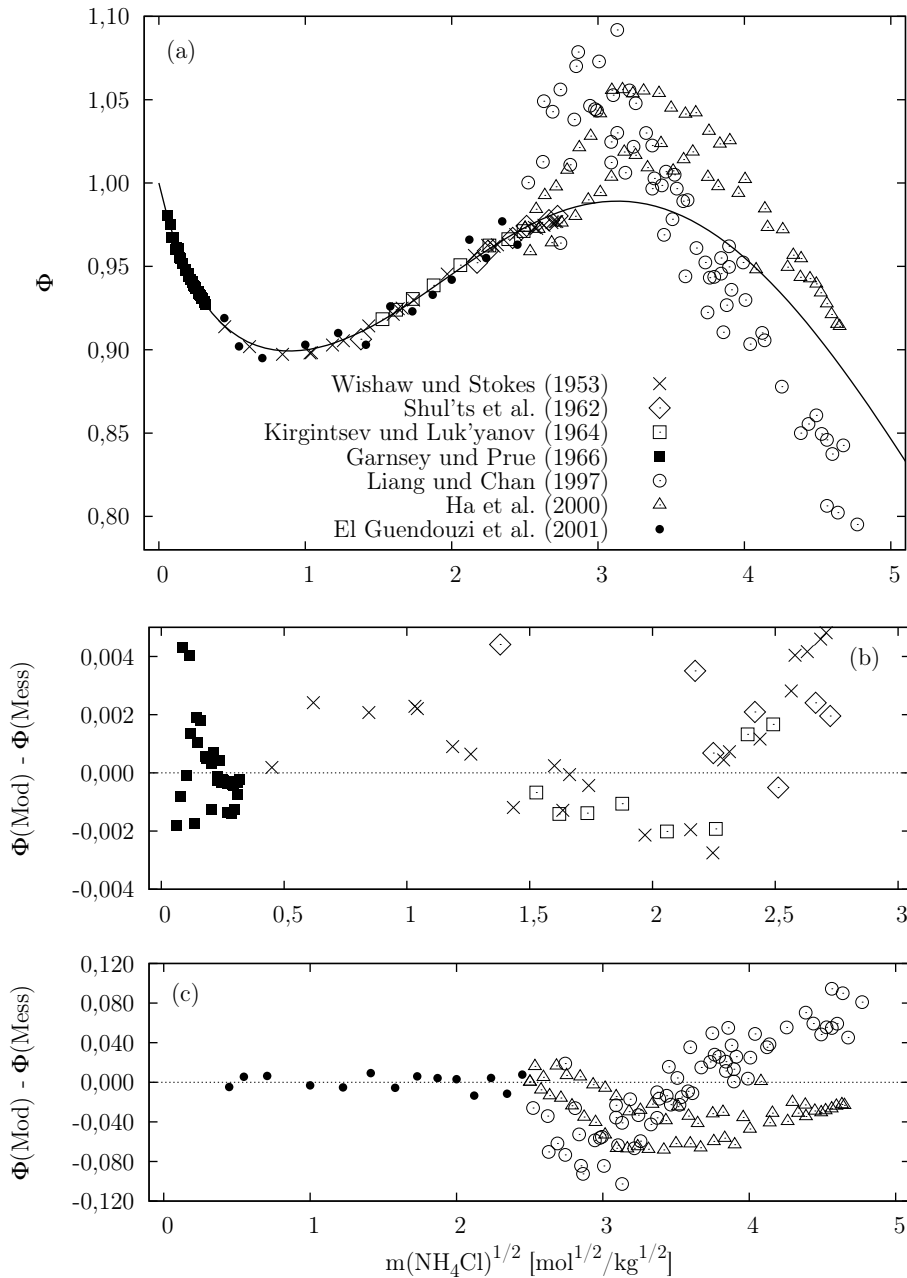 1,10
1,05
1,00
0,95
0,90
0,85
0,80
Φ
(a)
Wishaw und Stokes (1953)
Shul'ts et al. (1962)
Kirgintsev und Luk'yanov (1964)
Garnsey und Prue (1966)
Liang und Chan (1997)
Ha et al. (2000)
El Guendouzi et al. (2001)
0 1 2 3 4 5
0,004
0,002
0,000
-0,002
-0,004
Φ(Mod) - Φ(Mess)
(b)
0 0,5 1 1,5 2 2,5 3
0,120
0,080
0,040
0,000
-0,040
-0,080
-0,120
Φ(Mod) - Φ(Mess)
(c)
0 1 2 3 4 5
m(NH₄Cl)^1/2 [mol^1/2/kg^1/2]